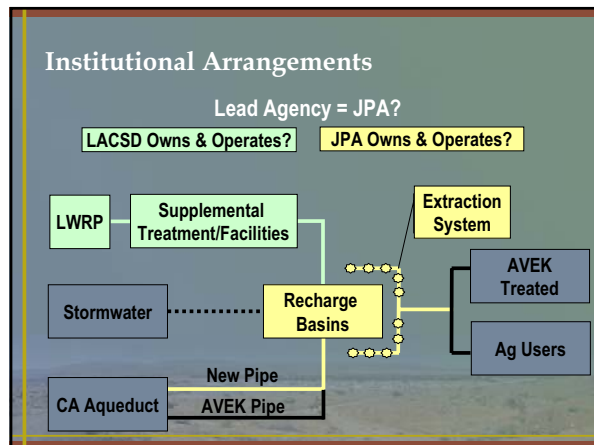 Institutional Arrangements
Lead Agency = JPA?
LACSD Owns & Operates?
JPA Owns & Operates?
LWRP
Supplemental
Treatment/Facilities
Extraction
System
Stormwater
Recharge
Basins
AVEK
Treated
Ag Users
New Pipe
CA Aqueduct
AVEK Pipe